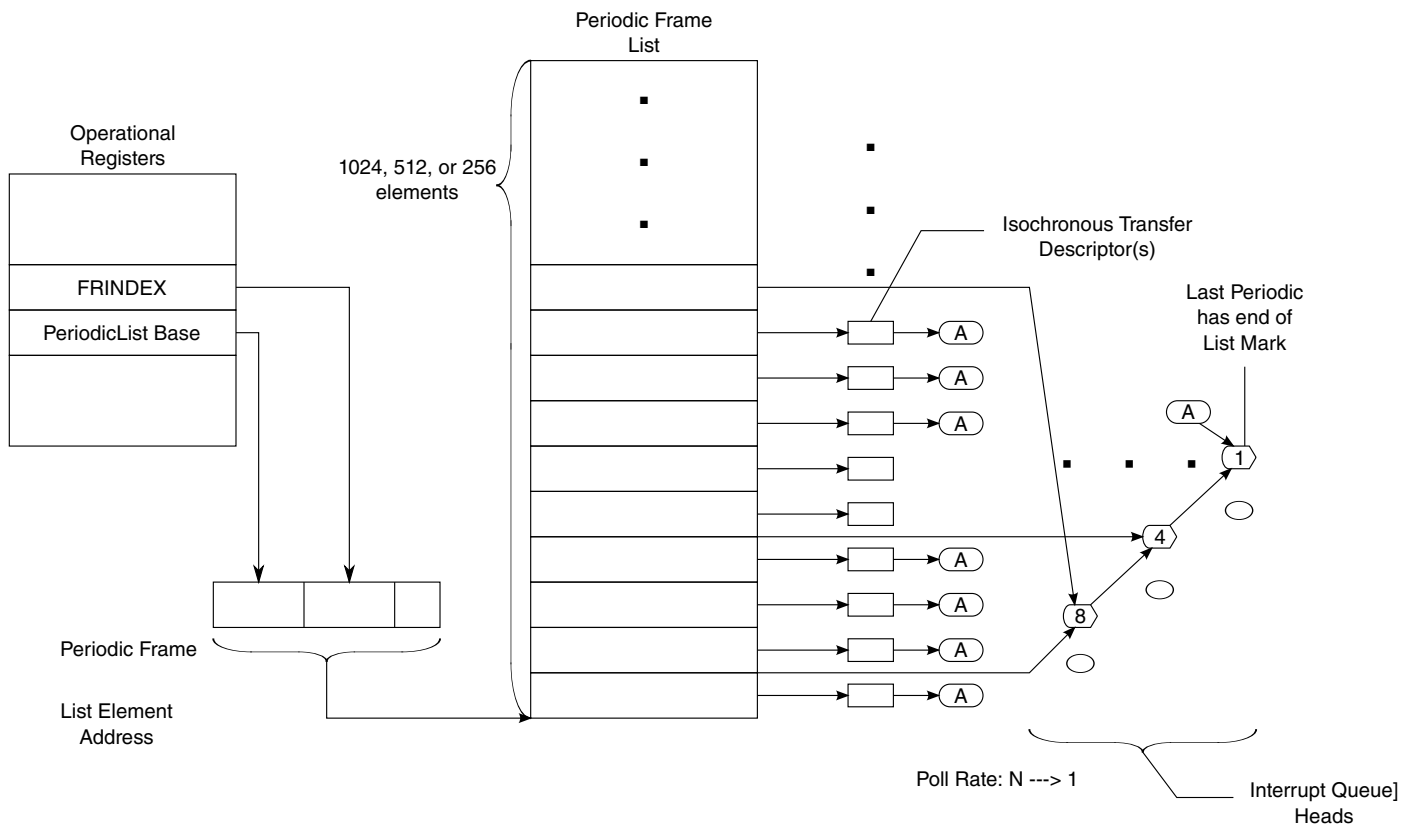 Periodic Frame
List
Operational
Registers
1024, 512, or 256
elements
FRINDEX
PeriodicList Base
Isochronous Transfer
Descriptor(s)
Last Periodic
has end of
List Mark
A
A
A
A
1
4
A
A
8
A
A
Periodic Frame
List Element
Address
Poll Rate: N ---> 1
Interrupt Queue]
Heads